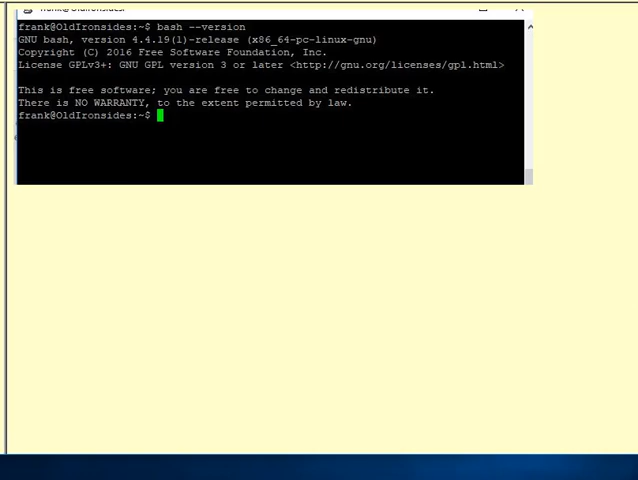 frank@OldIronsides:~$ bash --version
GNU bash, version 4.4.19(1)-release (x86_64-pc-linux-gnu)
Copyright (C) 2016 Free Software Foundation, Inc.
License GPLv3+: GNU GPL version 3 or later <http://gnu.org/licenses/gpl.html>

This is free software; you are free to change and redistribute it.
There is NO WARRANTY, to the extent permitted by law.
frank@OldIronsides:~$